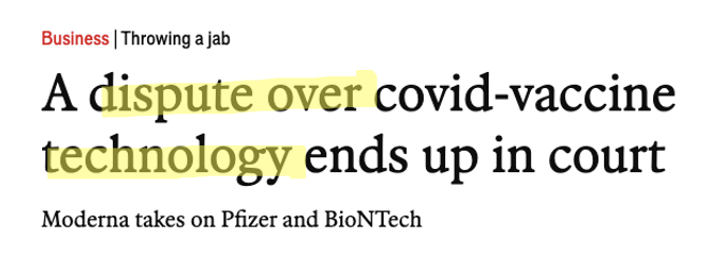 Business | Throwing a jab
A dispute over covid-vaccine
technology ends up in court
Moderna takes on Pfizer and BioNTech